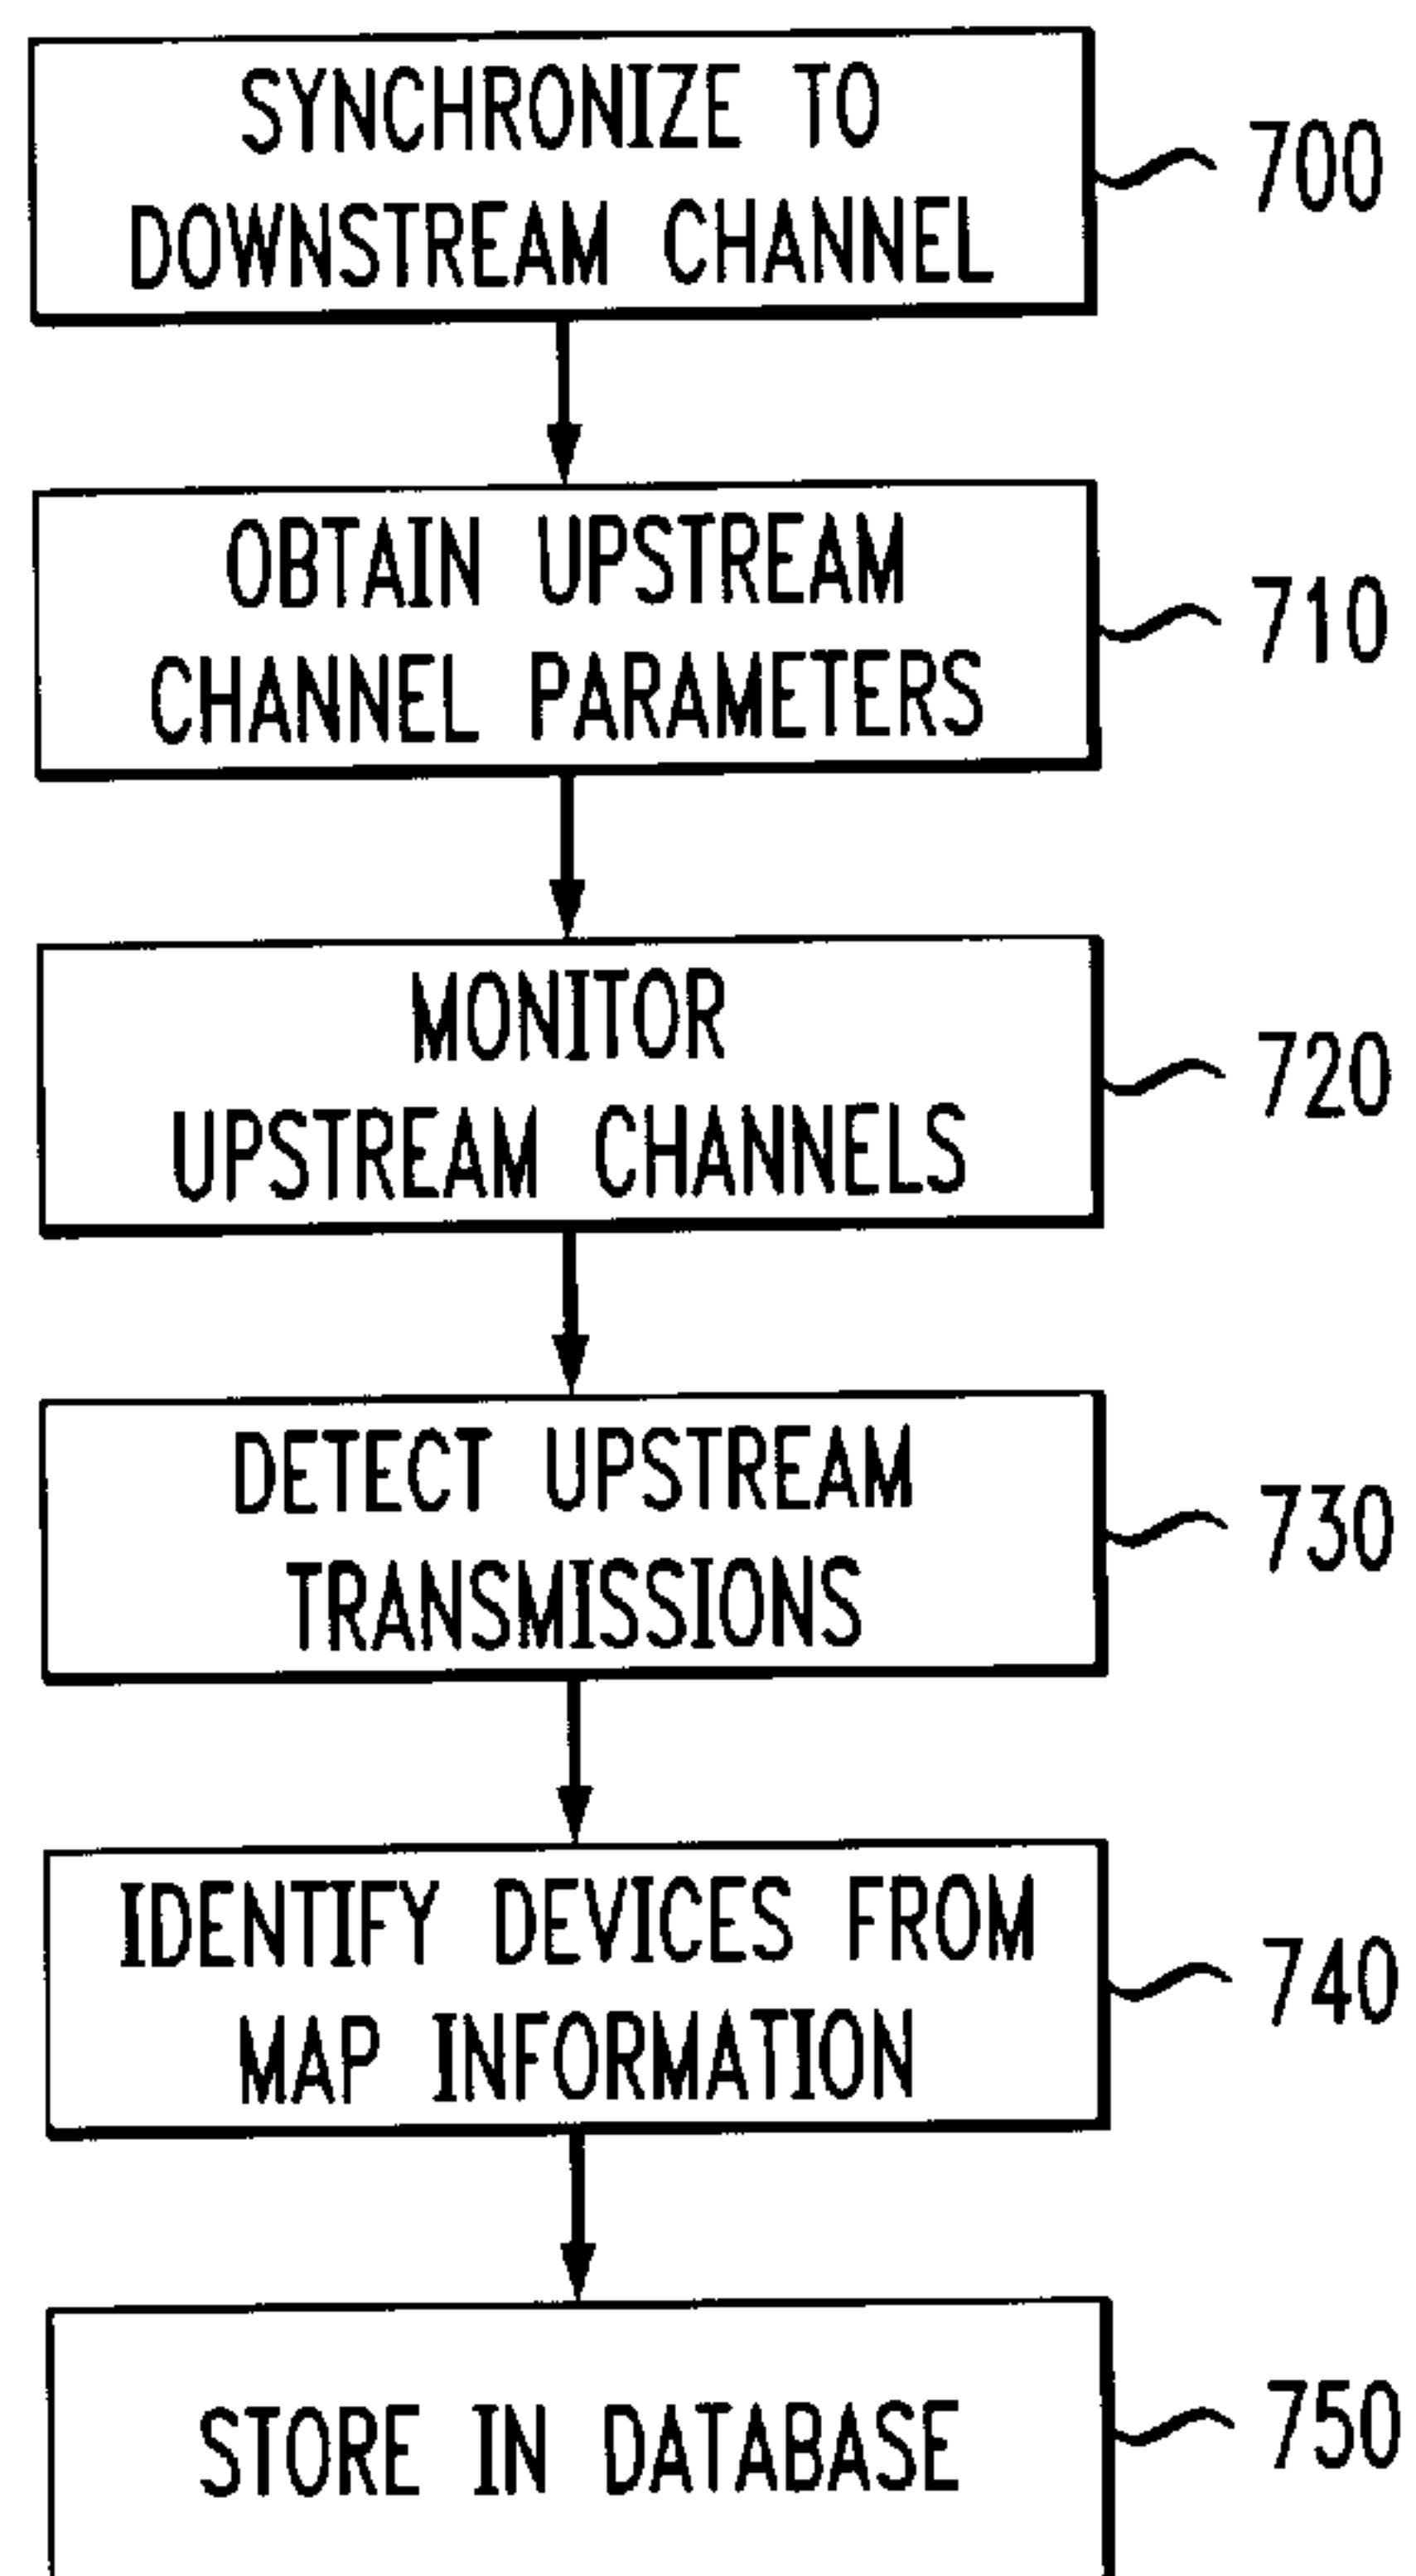 SYNCHRONIZE TO
DOWNSTREAM CHANNEL
700
OBTAIN UPSTREAM
CHANNEL PARAMETERS
710
MONITOR
UPSTREAM CHANNELS
720
DETECT UPSTREAM
TRANSMISSIONS
730
IDENTIFY DEVICES FROM
MAP INFORMATION
740
STORE IN DATABASE
750